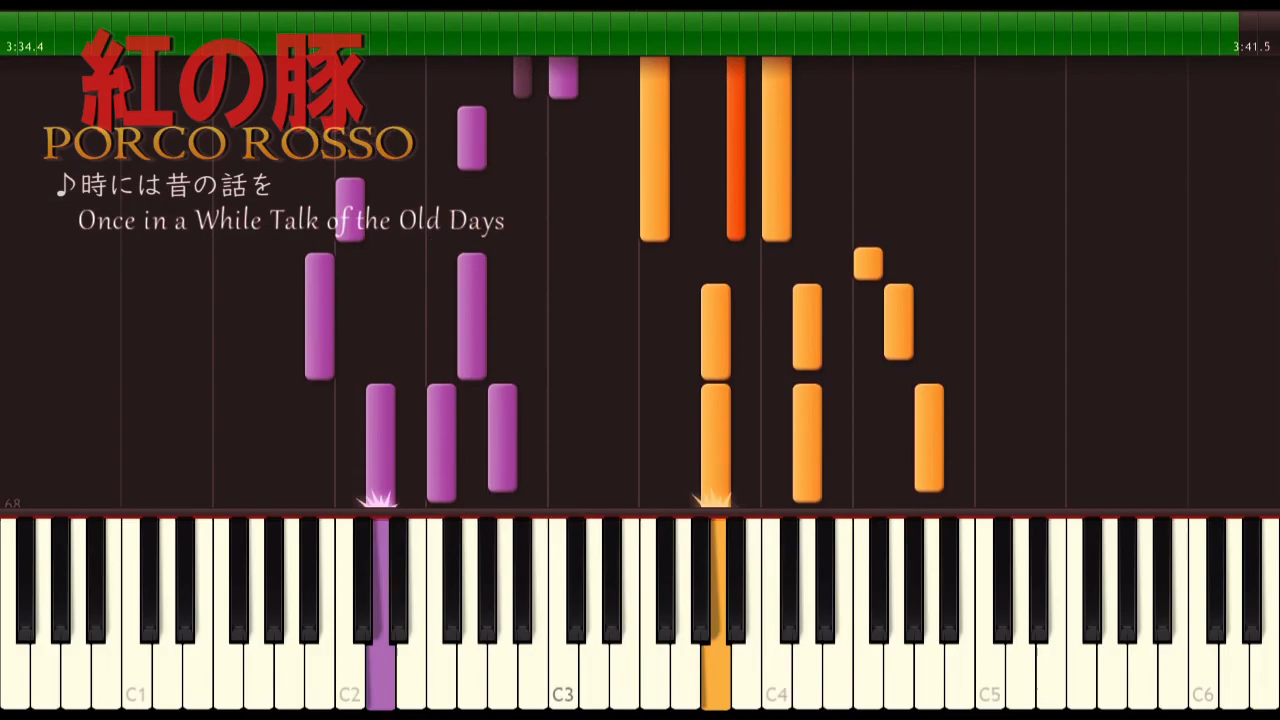 3:34.4
3:41.5
紅の豚
PORCO ROSSO
♪時には昔の話を
Once in a While Talk of the Old Days
68
C1 C2 C3 C4 C5 C6